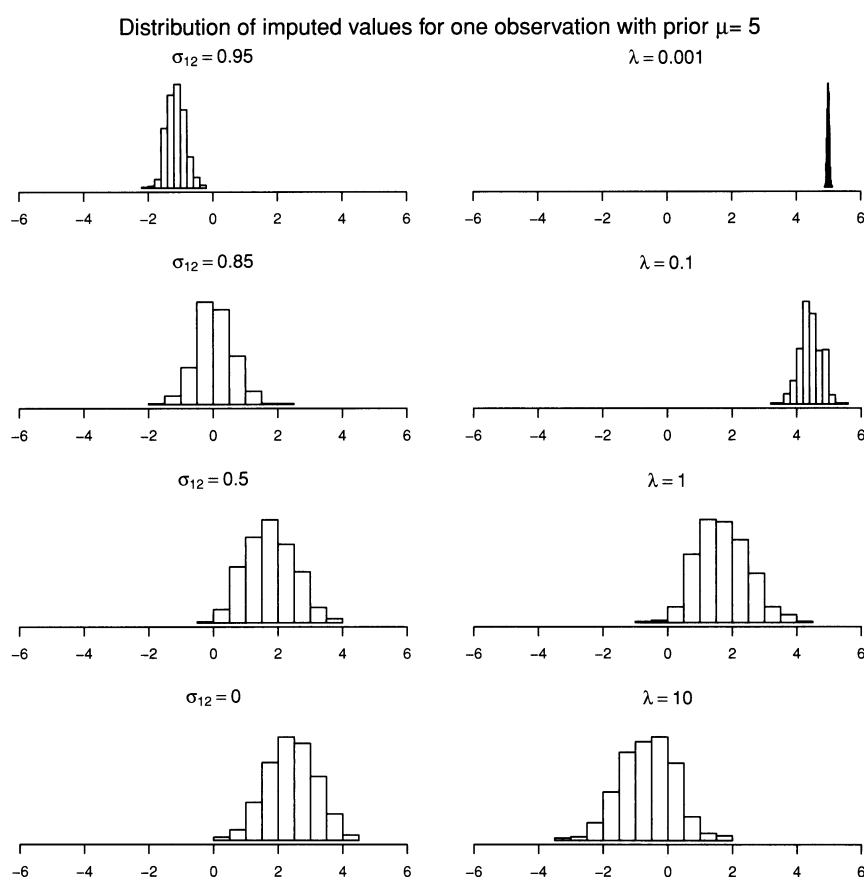 Distribution of imputed values for one observation with prior μ= 5
σ₁₂ = 0.95
λ = 0.001
−6 −4 −2 0 2 4 6
−6 −4 −2 0 2 4 6
σ₁₂ = 0.85
λ = 0.1
−6 −4 −2 0 2 4 6
−6 −4 −2 0 2 4 6
σ₁₂ = 0.5
λ = 1
−6 −4 −2 0 2 4 6
−6 −4 −2 0 2 4 6
σ₁₂ = 0
λ = 10
−6 −4 −2 0 2 4 6
−6 −4 −2 0 2 4 6